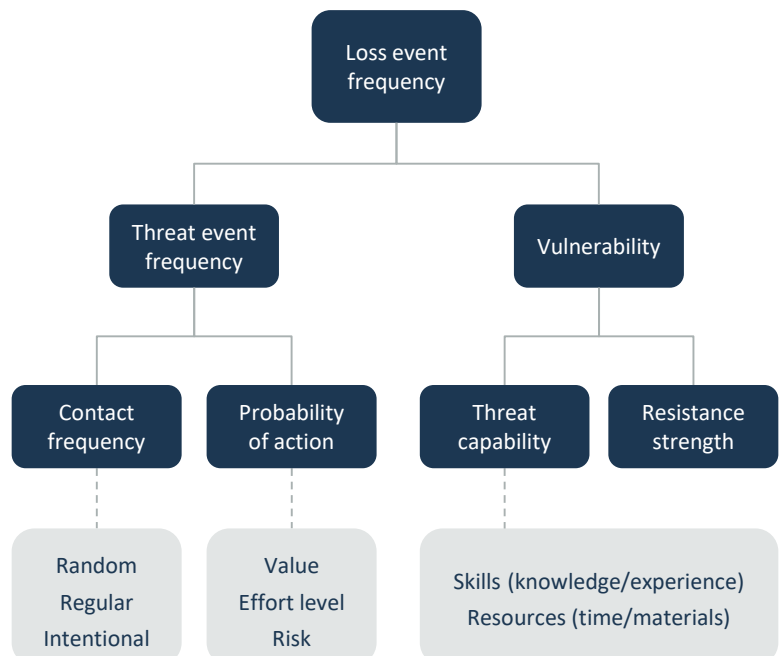 Loss event
frequency
Threat event
frequency
Vulnerability
Contact
frequency
Probability
of action
Threat
capability
Resistance
strength
Random
Regular
Intentional
Value
Effort level
Risk
Skills (knowledge/experience)
Resources (time/materials)